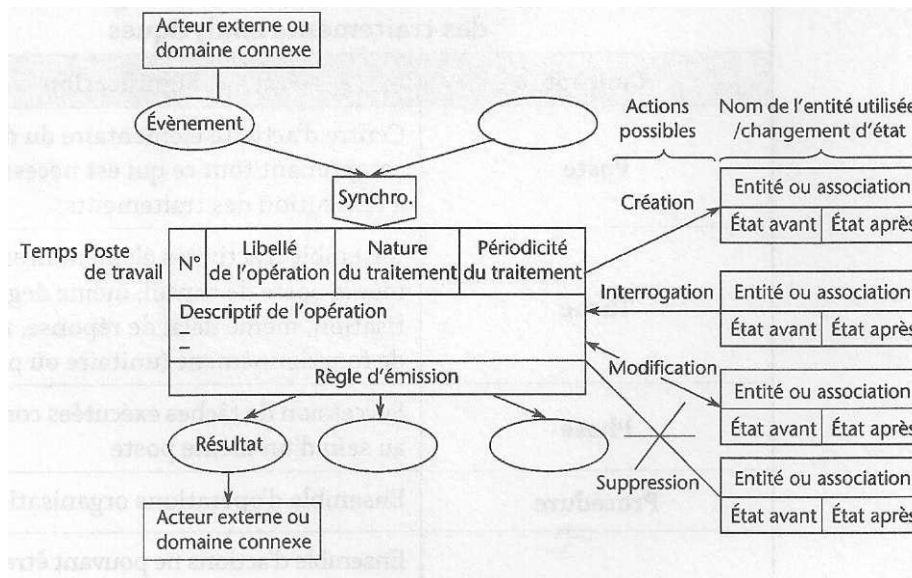 Acteur externe ou
domaine connexe
Évènement
Synchro.
Actions
possibles
Nom de l'entité utilisée
/changement d'état
Création
Entité ou association
État avant État après
Temps Poste
de travail
N°
Libellé
de l'opération
Nature
du traitement
Périodicité
du traitement
Descriptif de l'opération
Interrogation
Entité ou association
État avant État après
Règle d'émission
Modification
Entité ou association
État avant État après
Résultat
Suppression
Entité ou association
État avant État après
Acteur externe ou
domaine connexe